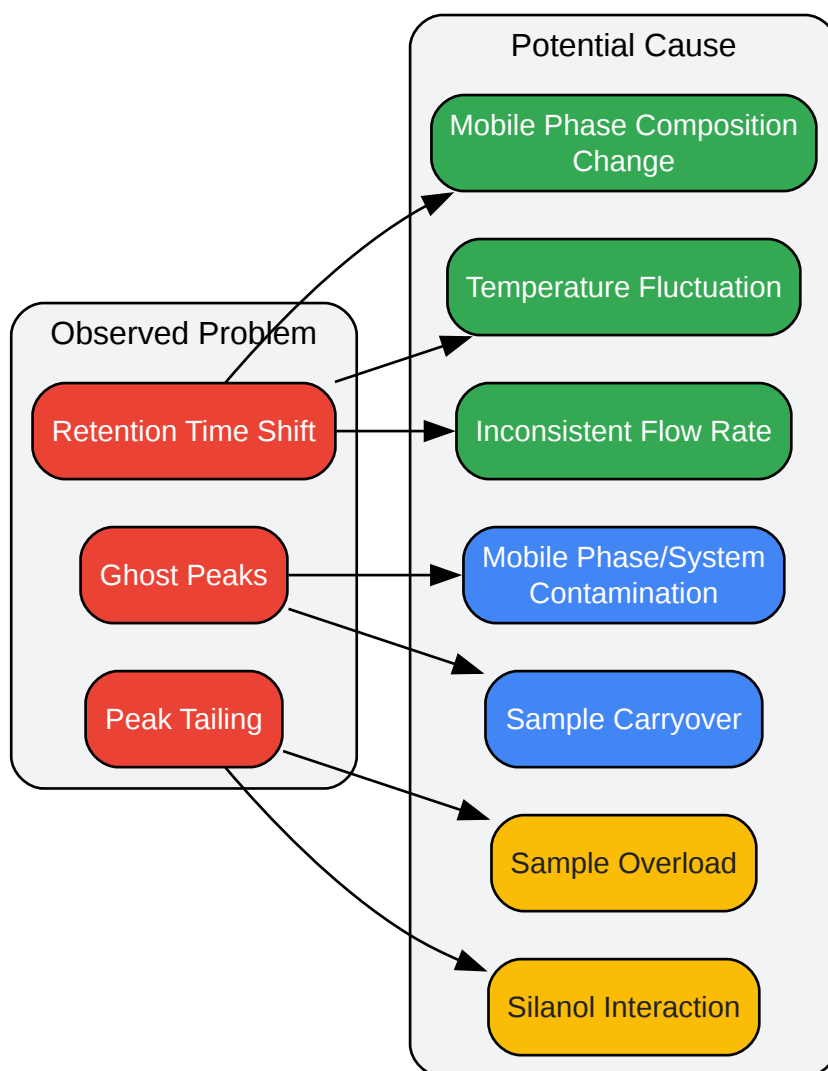 Potential Cause
Mobile Phase Composition
Change
Temperature Fluctuation
Observed Problem
Retention Time Shift
Inconsistent Flow Rate
Ghost Peaks
Mobile Phase/System
Contamination
Peak Tailing
Sample Carryover
Sample Overload
Silanol Interaction